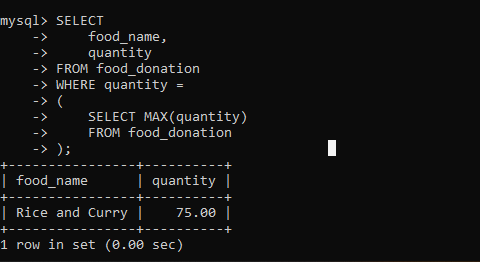 mysql> SELECT
    ->     food_name,
    ->     quantity
    -> FROM food_donation
    -> WHERE quantity =
    -> (
    ->     SELECT MAX(quantity)
    ->     FROM food_donation
    -> );
+----------------+----------+
| food_name      | quantity |
+----------------+----------+
| Rice and Curry |    75.00 |
+----------------+----------+
1 row in set (0.00 sec)